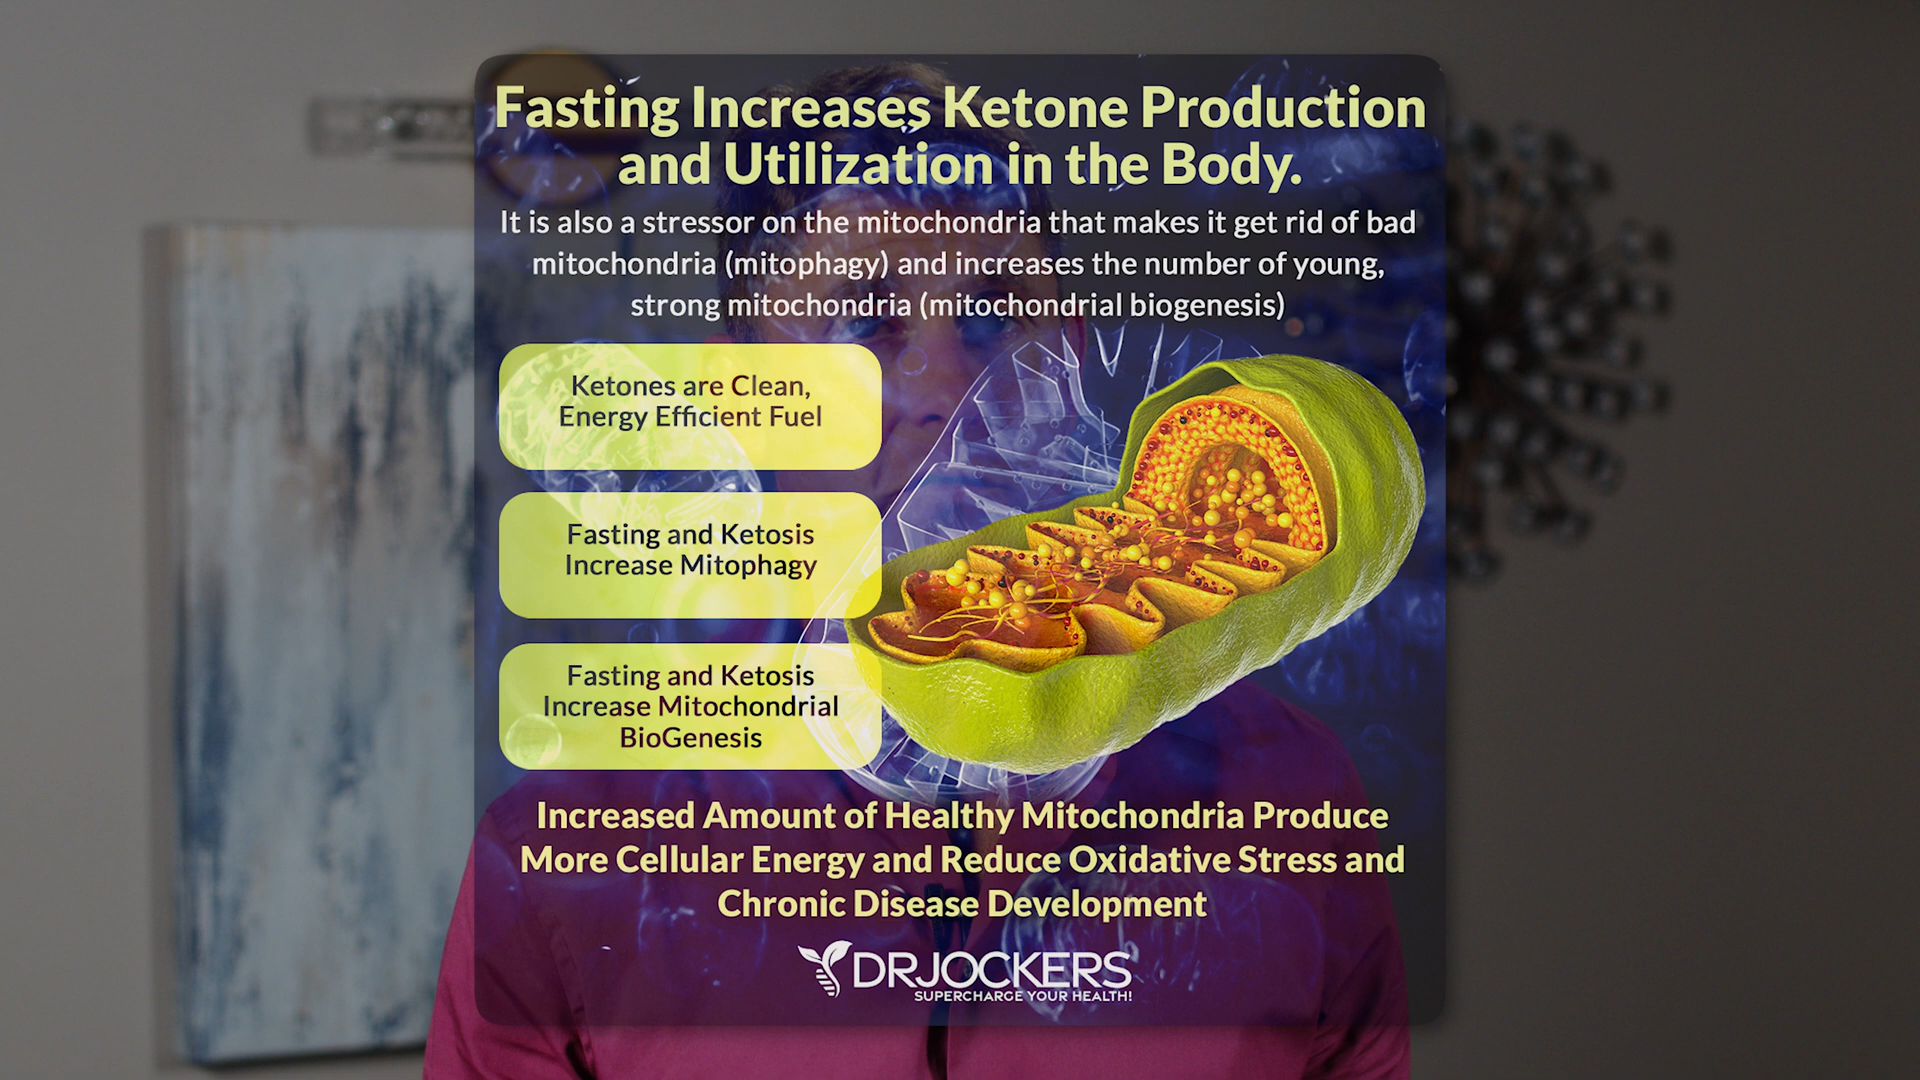 Fasting Increases Ketone Production
and Utilization in the Body.
It is also a stressor on the mitochondria that makes it get rid of bad
mitochondria (mitophagy) and increases the number of young,
strong mitochondria (mitochondrial biogenesis)
Ketones are Clean,
Energy Efficient Fuel
Fasting and Ketosis
Increase Mitophagy
Fasting and Ketosis
Increase Mitochondrial
BioGenesis
Increased Amount of Healthy Mitochondria Produce
More Cellular Energy and Reduce Oxidative Stress and
Chronic Disease Development
DRJOCKERS
SUPERCHARGE YOUR HEALTH!